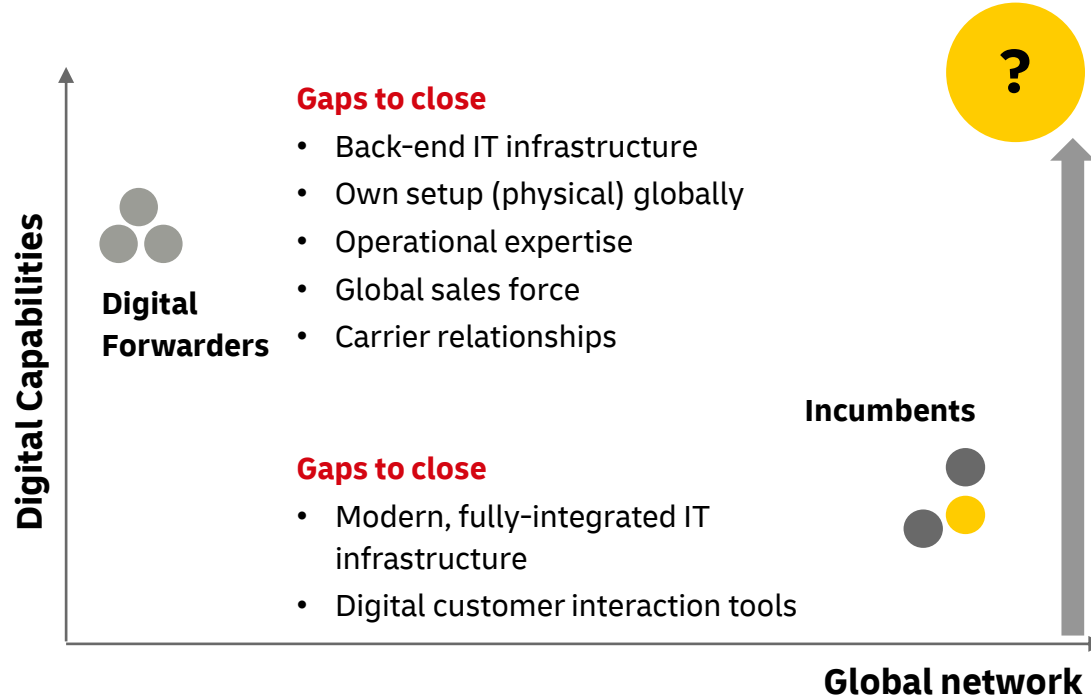 ?
Gaps to close
• Back-end IT infrastructure
• Own setup (physical) globally
• Operational expertise
• Global sales force
• Carrier relationships
Digital Capabilities
Digital
Forwarders
Incumbents
Gaps to close
• Modern, fully-integrated IT
infrastructure
• Digital customer interaction tools
Global network